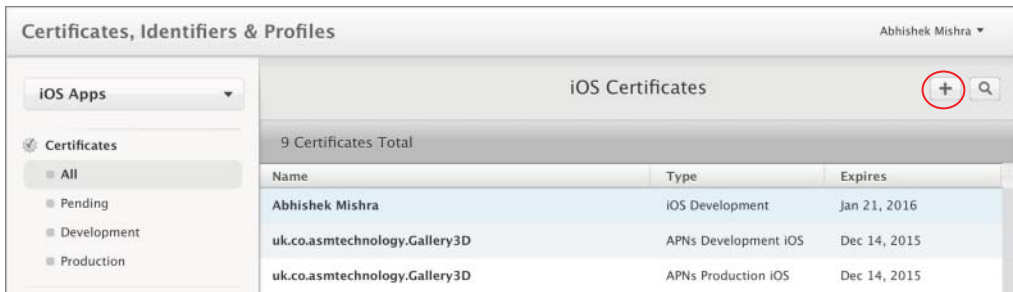 Certificates, Identifiers & Profiles
Abhishek Mishra
iOS Apps
iOS Certificates
+
Certificates
9 Certificates Total
All
Name Type Expires
Pending
Abhishek Mishra iOS Development Jan 21, 2016
Development
uk.co.asmtechnology.Gallery3D APNs Development iOS Dec 14, 2015
Production
uk.co.asmtechnology.Gallery3D APNs Production iOS Dec 14, 2015